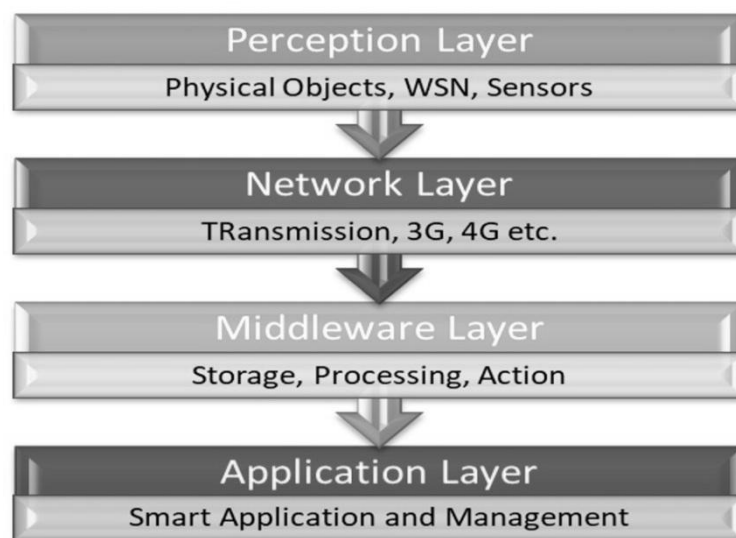 Perception Layer
Physical Objects, WSN, Sensors
Network Layer
TRansmission, 3G, 4G etc.
Middleware Layer
Storage, Processing, Action
Application Layer
Smart Application and Management